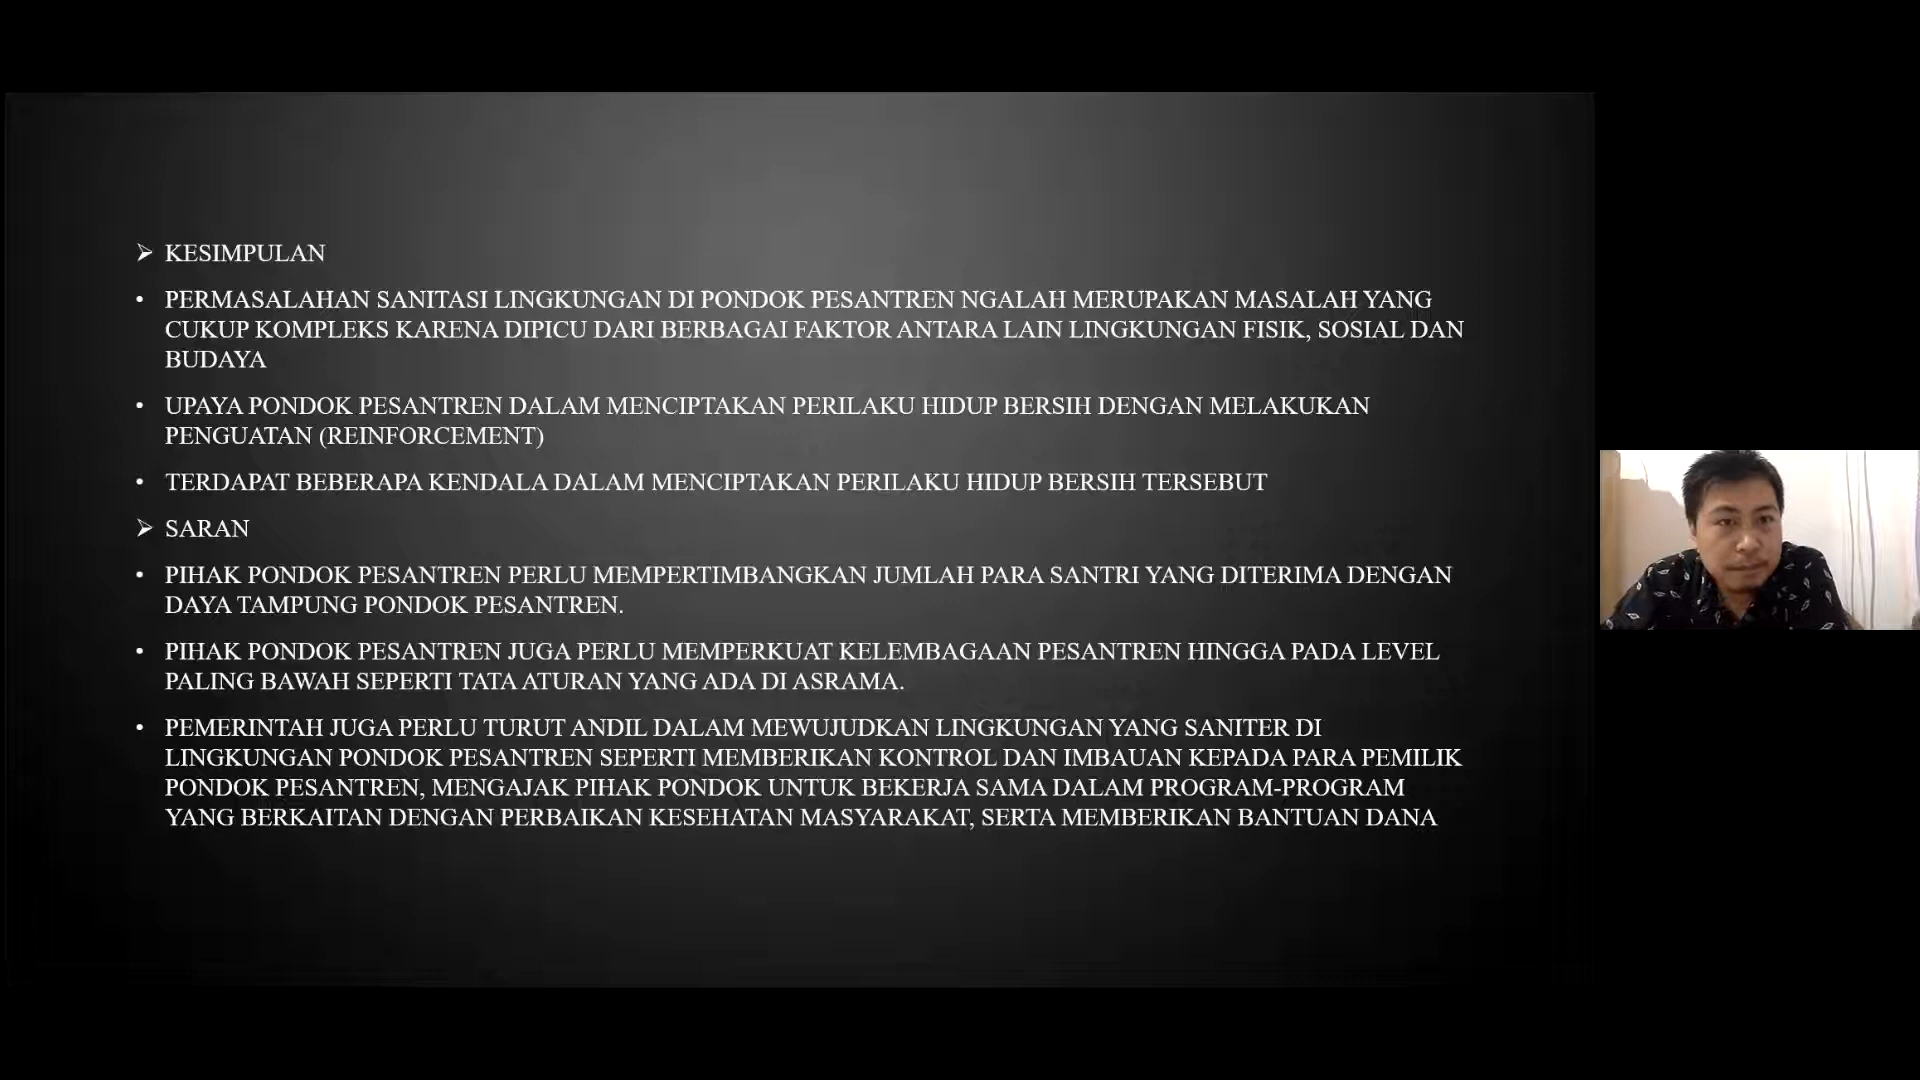 ➢ KESIMPULAN
• PERMASALAHAN SANITASI LINGKUNGAN DI PONDOK PESANTREN NGALAH MERUPAKAN MASALAH YANG
CUKUP KOMPLEKS KARENA DIPICU DARI BERBAGAI FAKTOR ANTARA LAIN LINGKUNGAN FISIK, SOSIAL DAN
BUDAYA
• UPAYA PONDOK PESANTREN DALAM MENCIPTAKAN PERILAKU HIDUP BERSIH DENGAN MELAKUKAN
PENGUATAN (REINFORCEMENT)
• TERDAPAT BEBERAPA KENDALA DALAM MENCIPTAKAN PERILAKU HIDUP BERSIH TERSEBUT
➢ SARAN
• PIHAK PONDOK PESANTREN PERLU MEMPERTIMBANGKAN JUMLAH PARA SANTRI YANG DITERIMA DENGAN
DAYA TAMPUNG PONDOK PESANTREN.
• PIHAK PONDOK PESANTREN JUGA PERLU MEMPERKUAT KELEMBAGAAN PESANTREN HINGGA PADA LEVEL
PALING BAWAH SEPERTI TATA ATURAN YANG ADA DI ASRAMA.
• PEMERINTAH JUGA PERLU TURUT ANDIL DALAM MEWUJUDKAN LINGKUNGAN YANG SANITER DI
LINGKUNGAN PONDOK PESANTREN SEPERTI MEMBERIKAN KONTROL DAN IMBAUAN KEPADA PARA PEMILIK
PONDOK PESANTREN, MENGAJAK PIHAK PONDOK UNTUK BEKERJA SAMA DALAM PROGRAM-PROGRAM
YANG BERKAITAN DENGAN PERBAIKAN KESEHATAN MASYARAKAT, SERTA MEMBERIKAN BANTUAN DANA